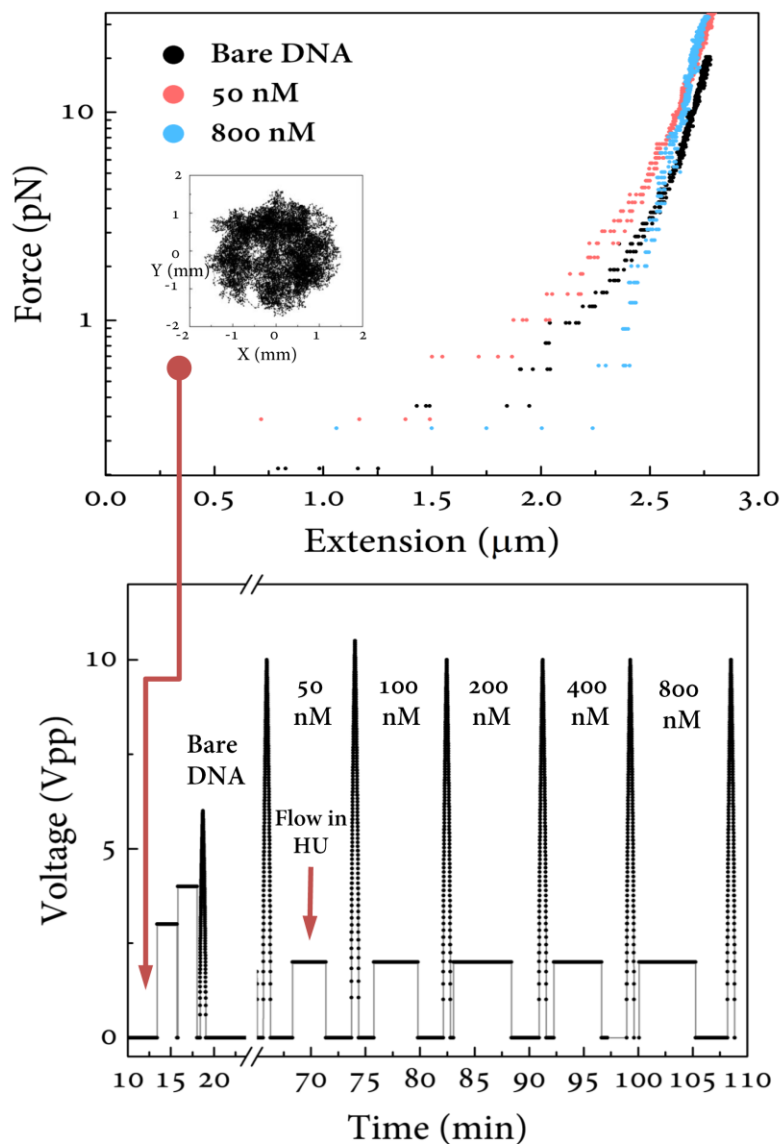 Bare DNA
50 nM
800 nM
10
1
Force (pN)
2
1
0
-1
-2
Y (mm)
-2
-1
0
1
2
X (mm)
0.0
0.5
1.0
1.5
2.0
2.5
3.0
Extension (μm)
10
5
0
Voltage (Vpp)
Bare
DNA
Flow in
HU
50
nM
100
nM
200
nM
400
nM
800
nM
10
15
20
70
75
80
85
90
95
100
105
110
Time (min)